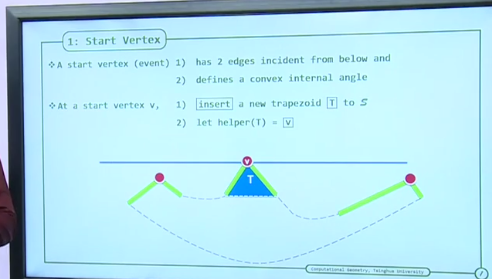 1: Start Vertex
❖A start vertex (event) 1) has 2 edges incident from below and
2) defines a convex internal angle
❖At a start vertex v, 1) insert a new trapezoid T to S
2) let helper(T) = v
v
T
Computational Geometry, Tsinghua University